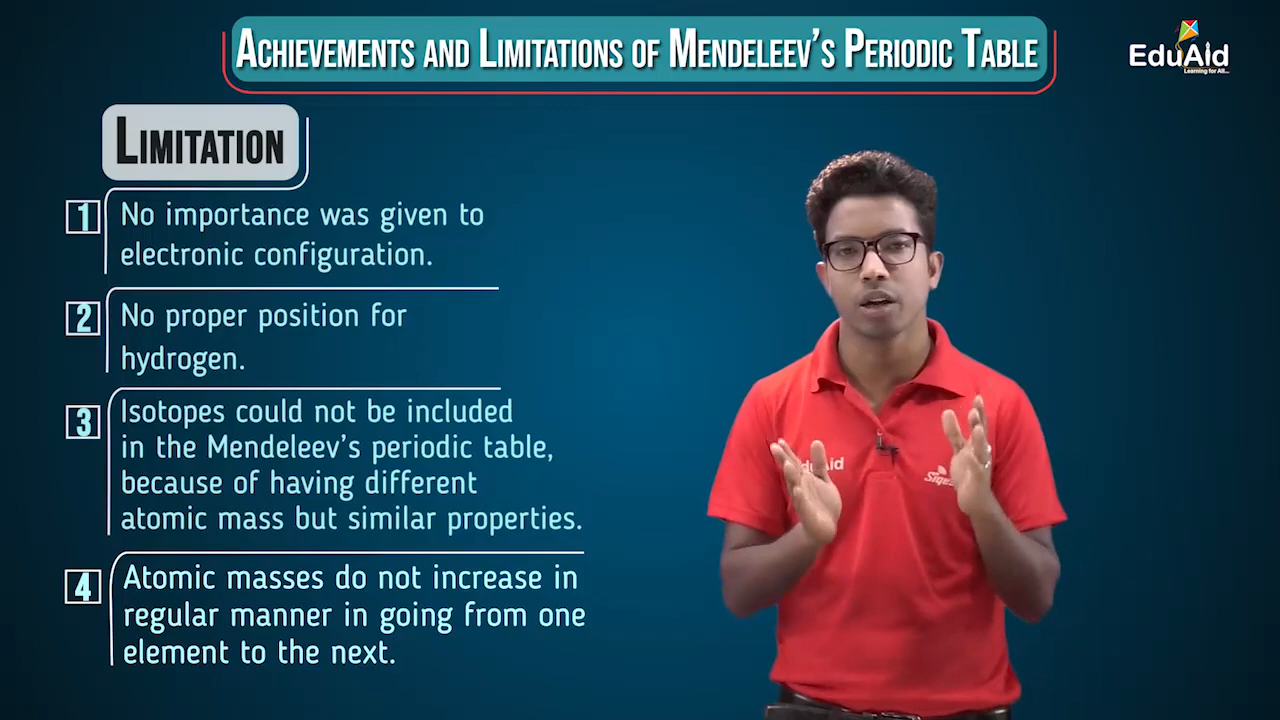 Achievements and Limitations of Mendeleev's Periodic Table
EduAid
Learning for All...
Limitation
1 No importance was given to
electronic configuration.
2 No proper position for
hydrogen.
3 Isotopes could not be included
in the Mendeleev's periodic table,
because of having different
atomic mass but similar properties.
4 Atomic masses do not increase in
regular manner in going from one
element to the next.